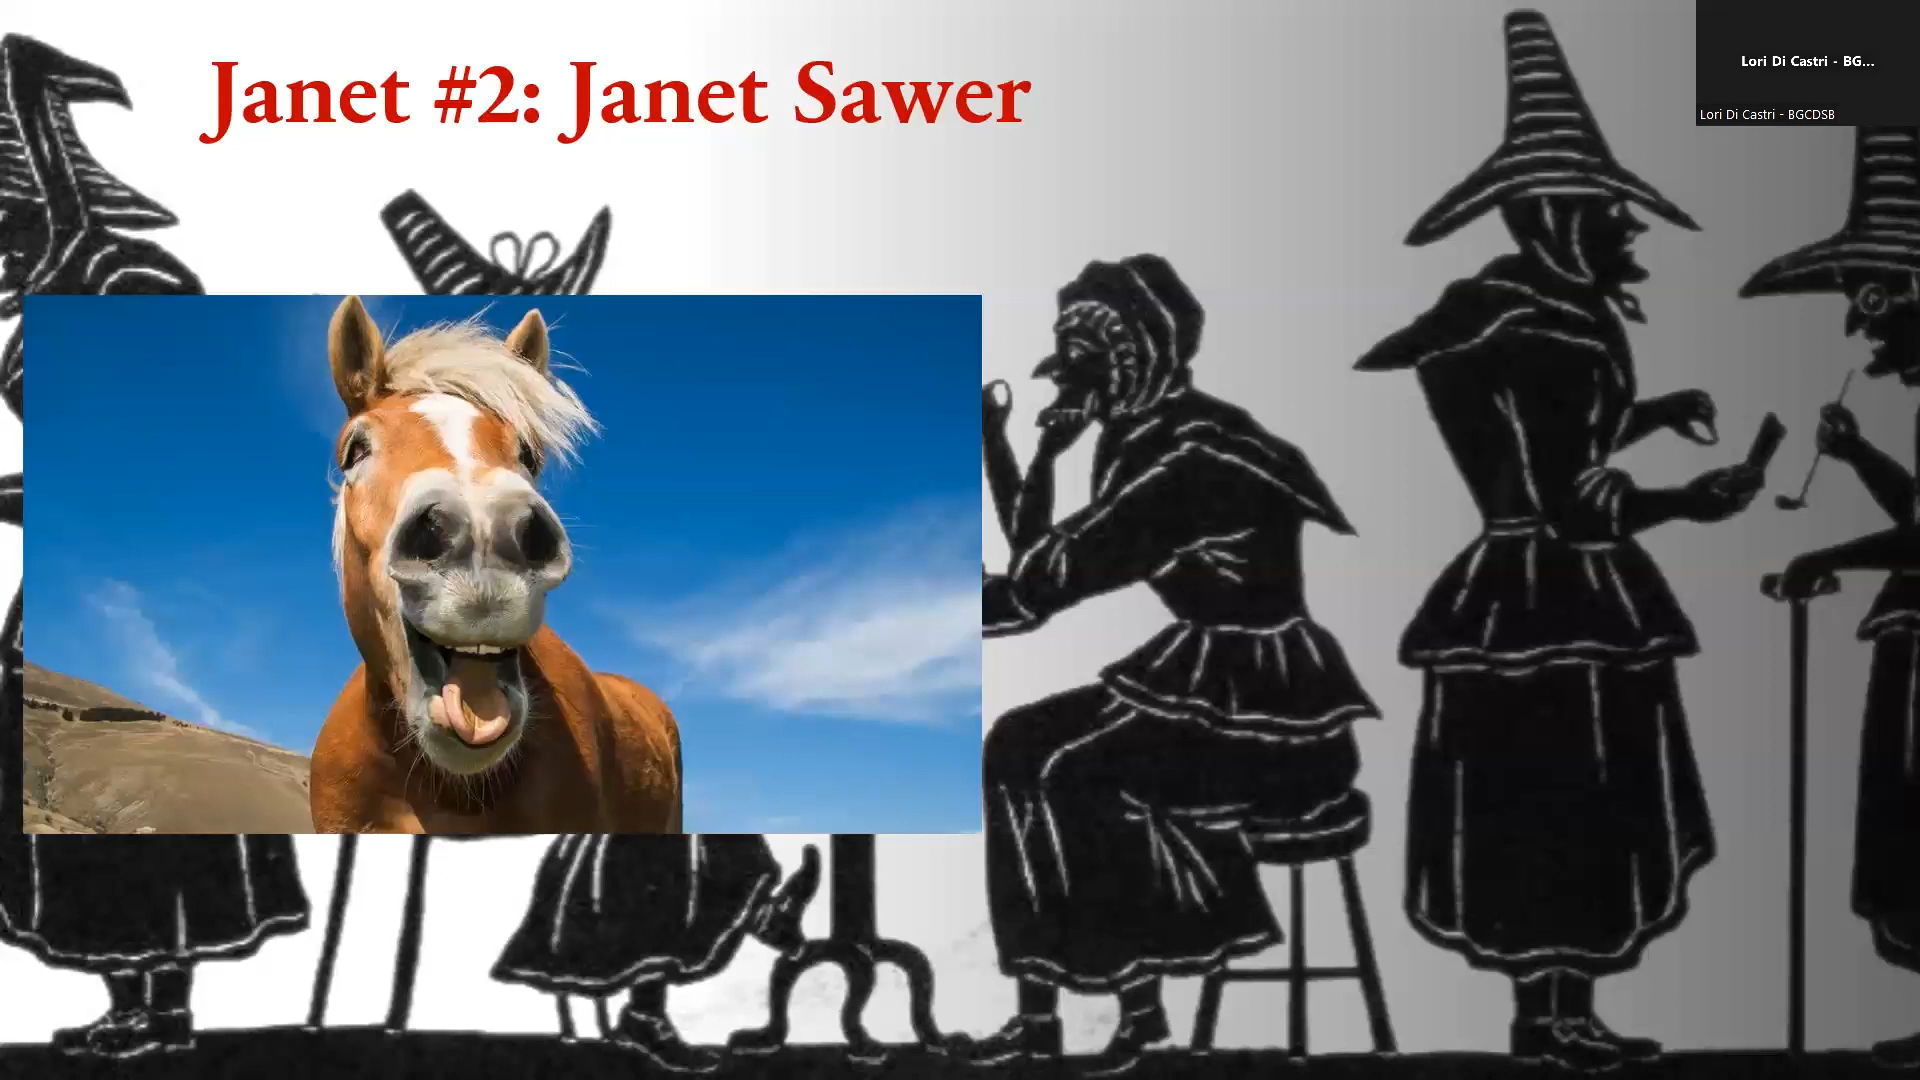 Janet #2: Janet Sawer
Lori Di Castri - BG...
Lori Di Castri - BGCDSB